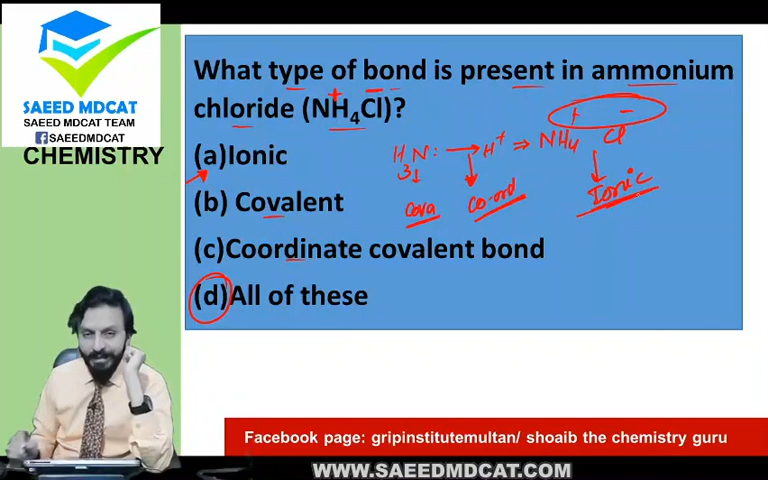 SAEED MDCAT
SAEED MDCAT TEAM
SAEEDMDCAT
CHEMISTRY
What type of bond is present in ammonium
chloride (NH4Cl)?
(a)Ionic
(b) Covalent
(c)Coordinate covalent bond
(d)All of these
+
+ −
H3N: → H+ ⇒ NH4 Cl
Cova Co-ord Ionic
Facebook page: gripinstitutemultan/ shoaib the chemistry guru
WWW.SAEEDMDCAT.COM